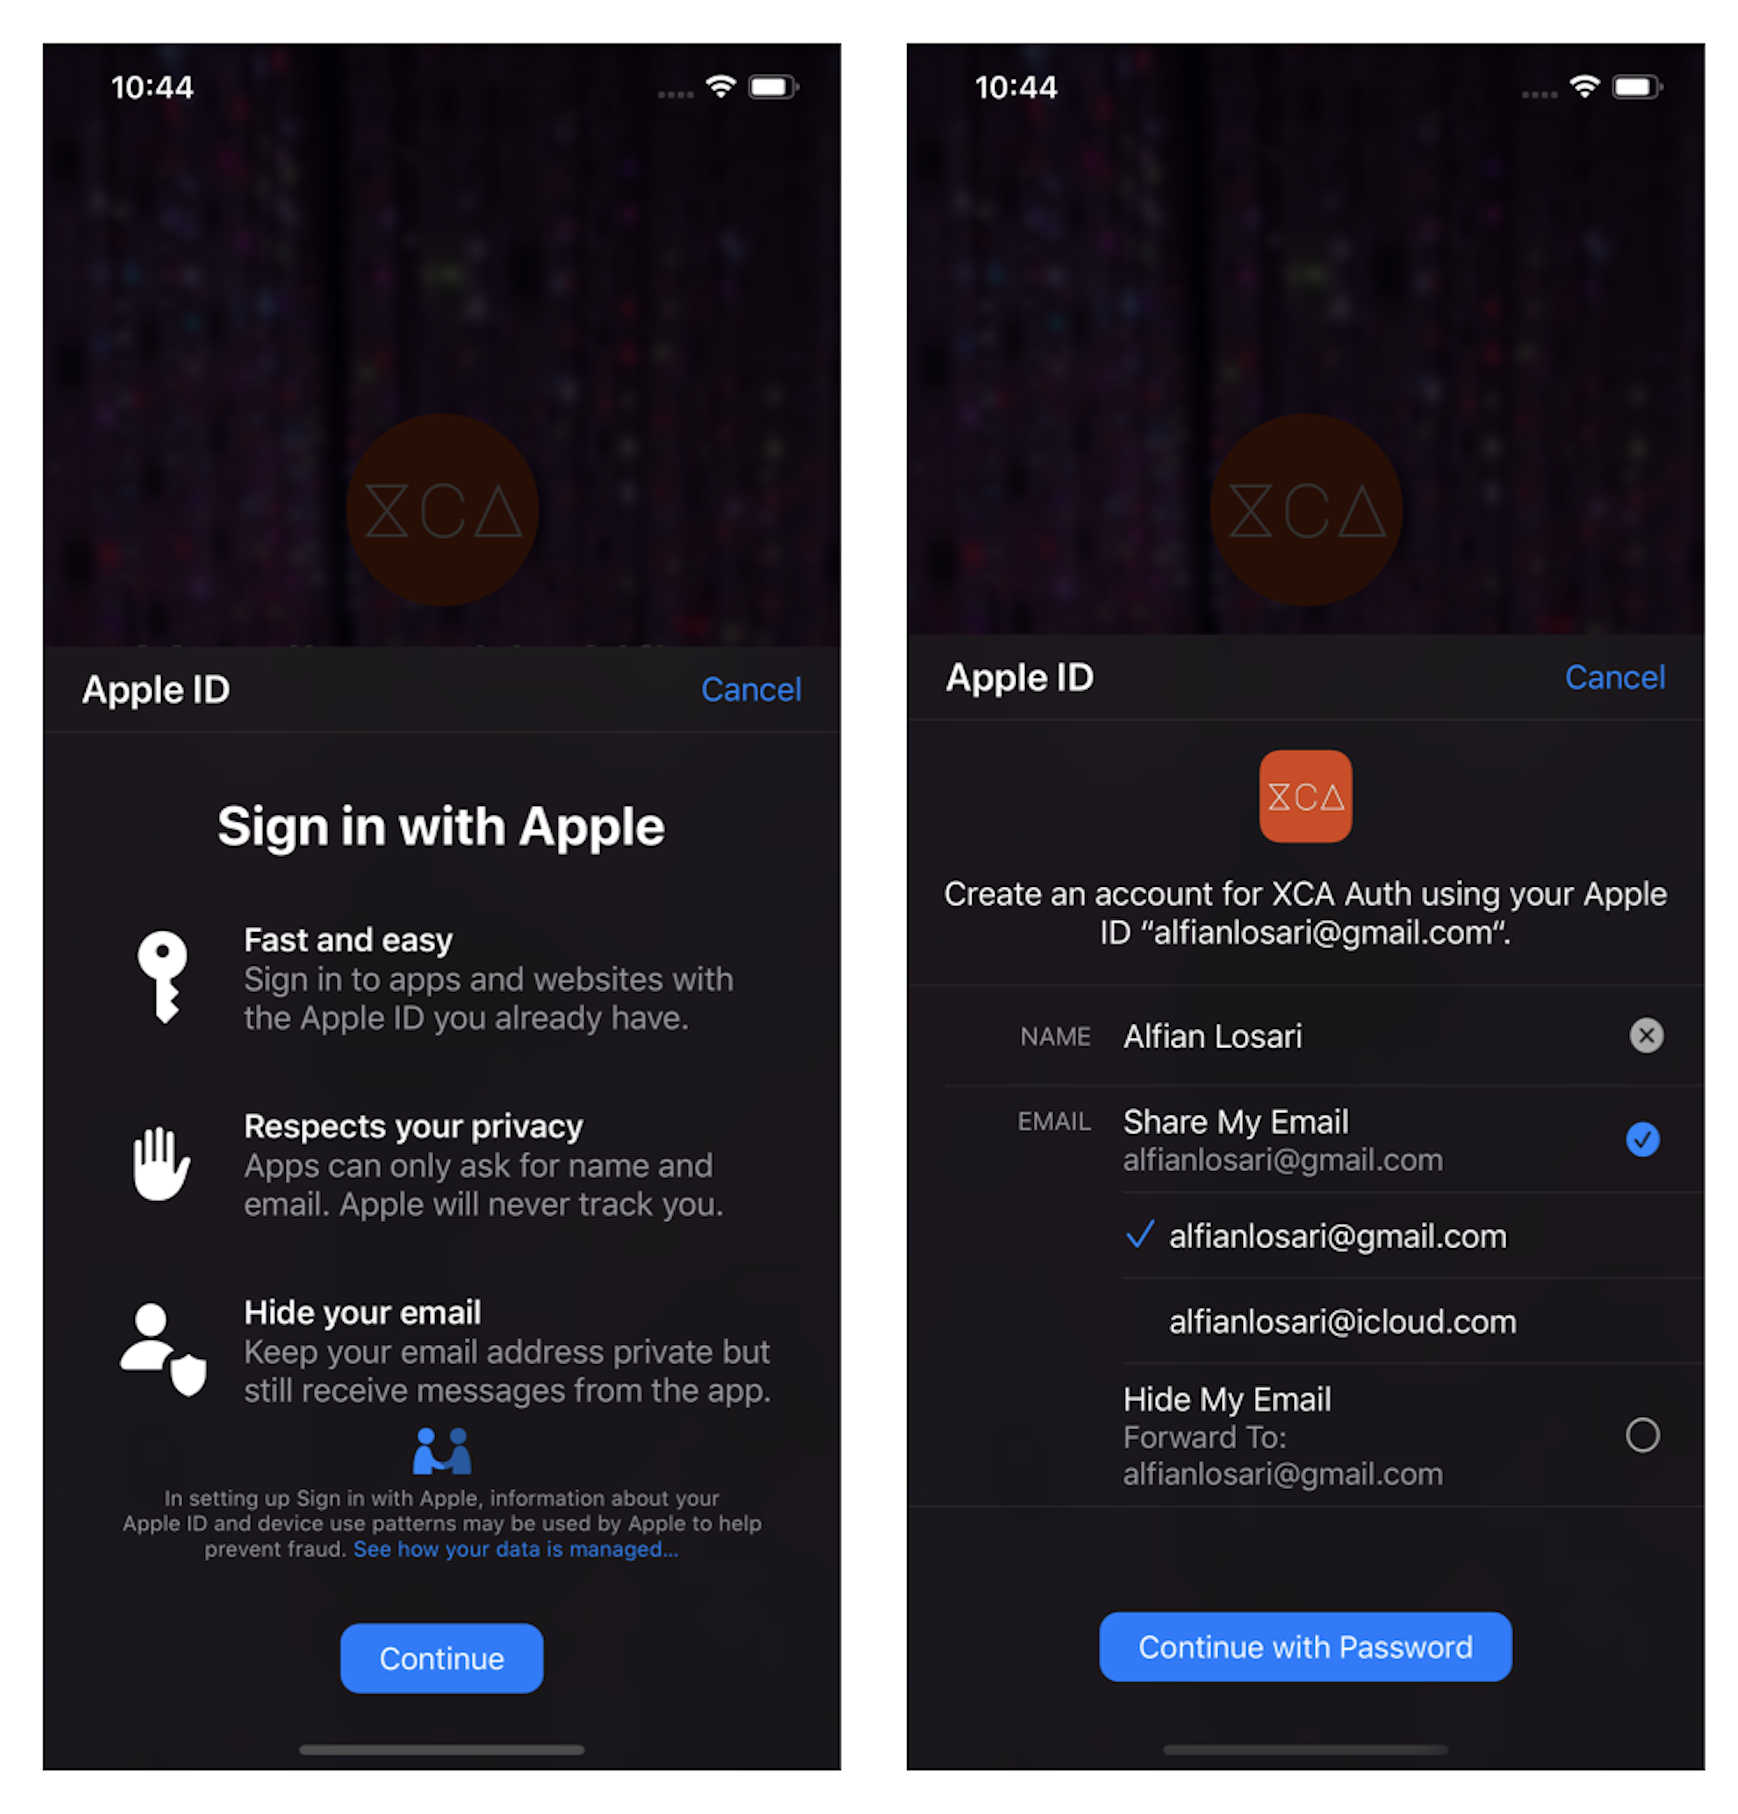 10:44
XCA
Apple ID
Cancel
Sign in with Apple
Fast and easy
Sign in to apps and websites with
the Apple ID you already have.
Respects your privacy
Apps can only ask for name and
email. Apple will never track you.
Hide your email
Keep your email address private but
still receive messages from the app.
In setting up Sign in with Apple, information about your
Apple ID and device use patterns may be used by Apple to help
prevent fraud. See how your data is managed...
Continue
10:44
XCA
Apple ID
Cancel
XCA
Create an account for XCA Auth using your Apple
ID “alfianlosari@gmail.com“.
NAME Alfian Losari
EMAIL Share My Email
alfianlosari@gmail.com
alfianlosari@gmail.com
alfianlosari@icloud.com
Hide My Email
Forward To:
alfianlosari@gmail.com
Continue with Password